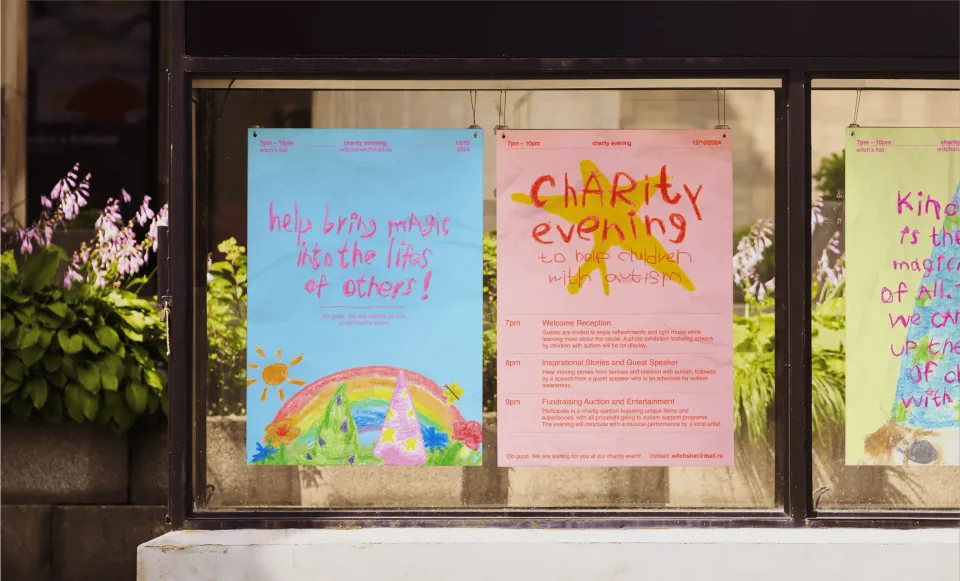 7pm – 10pm
witch's hat
charity evening
witchshat@mail.ru
12/10
2024
help bring magic
into the lifes
of others!
Do good. We are waiting for you
7pm – 10pm
charity evening
12/10/2024
ChARity
evening
to help children
with autism
7pm
Welcome Reception
Guests are invited to enjoy refreshments and light music while
learning more about the cause. A photo exhibition featuring artwork
by children with autism will be on display.
8pm
Inspirational Stories and Guest Speaker
Hear moving stories from families and children with autism, followed
by a speech from a guest speaker who is an advocate for autism
awareness.
9pm
Fundraising Auction and Entertainment
Participate in a charity auction featuring unique items and
experiences, with all proceeds going to autism support programs.
The evening will conclude with a musical performance by a local artist.
Do good. We are waiting for you at our charity event!
contact: witchshat@mail.ru
7pm – 10pm
witch's hat
Kind
is the
magic
of All.
we can
up the
of ch
with